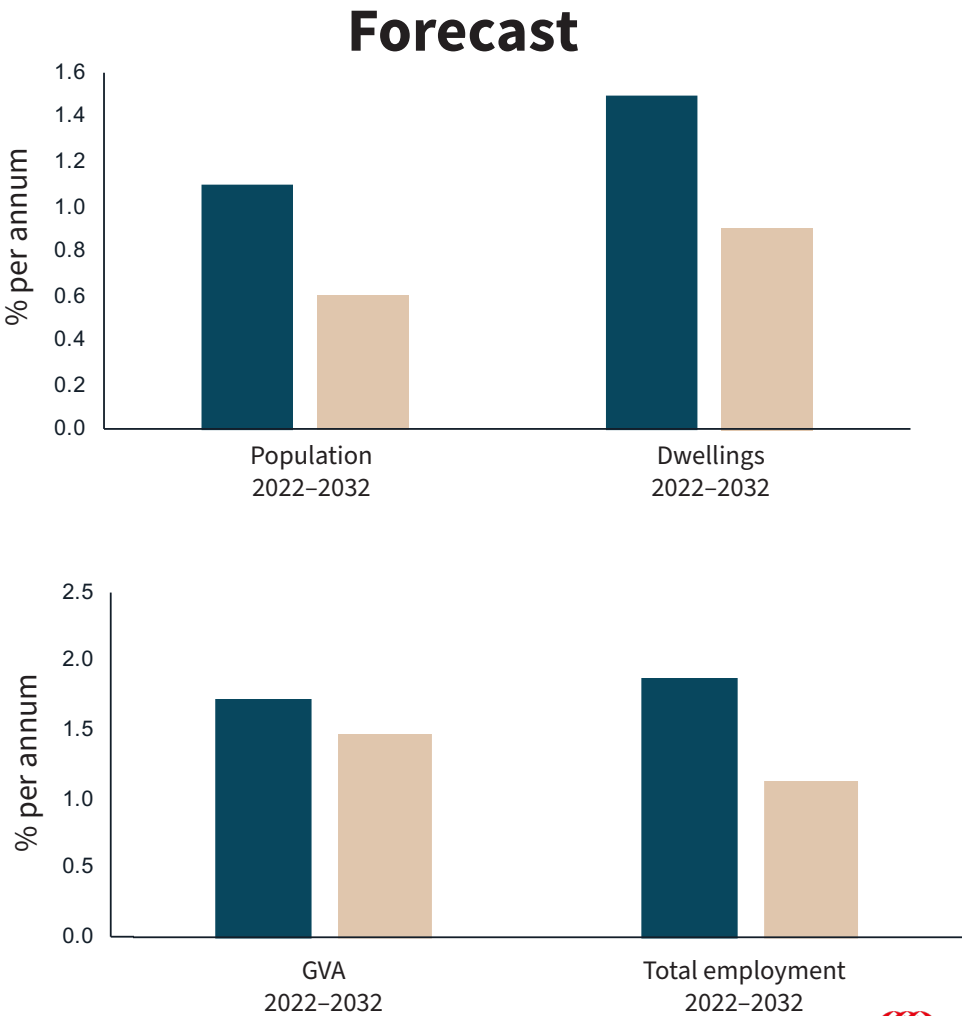 Forecast
1.6
1.4
1.2
1.0
0.8
0.6
0.4
0.2
0.0
% per annum
Population
2022–2032
Dwellings
2022–2032
2.5
2.0
1.5
1.0
0.5
0.0
% per annum
GVA
2022–2032
Total employment
2022–2032